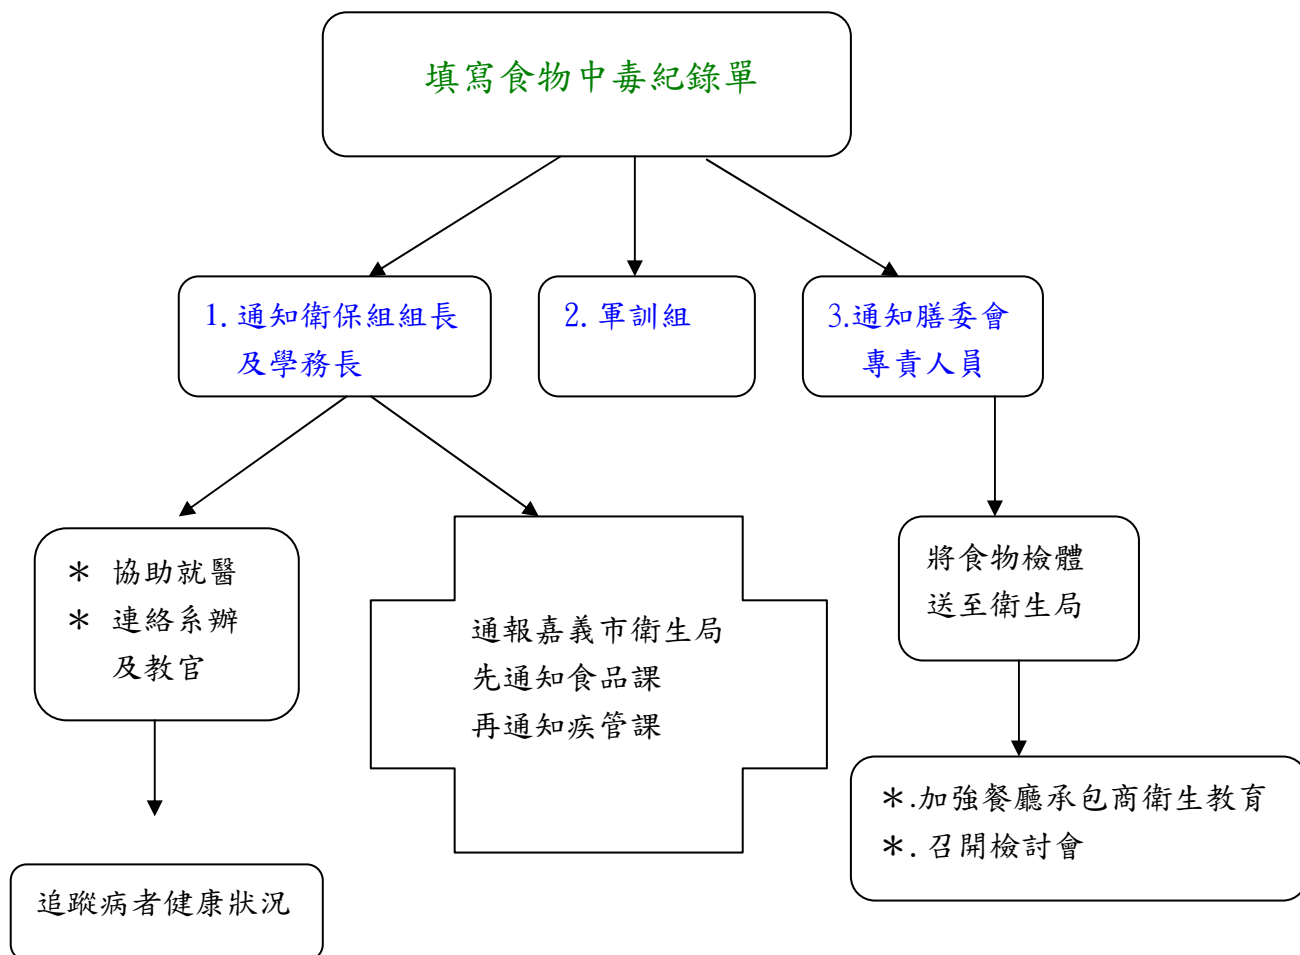 填寫食物中毒紀錄單
1. 通知衛保組組長
及學務長
2. 軍訓組
3.通知膳委會
專責人員
＊ 協助就醫
＊ 連絡系辦
及教官
通報嘉義市衛生局
先通知食品課
再通知疾管課
將食物檢體
送至衛生局
追蹤病者健康狀況
＊.加強餐廳承包商衛生教育
＊. 召開檢討會